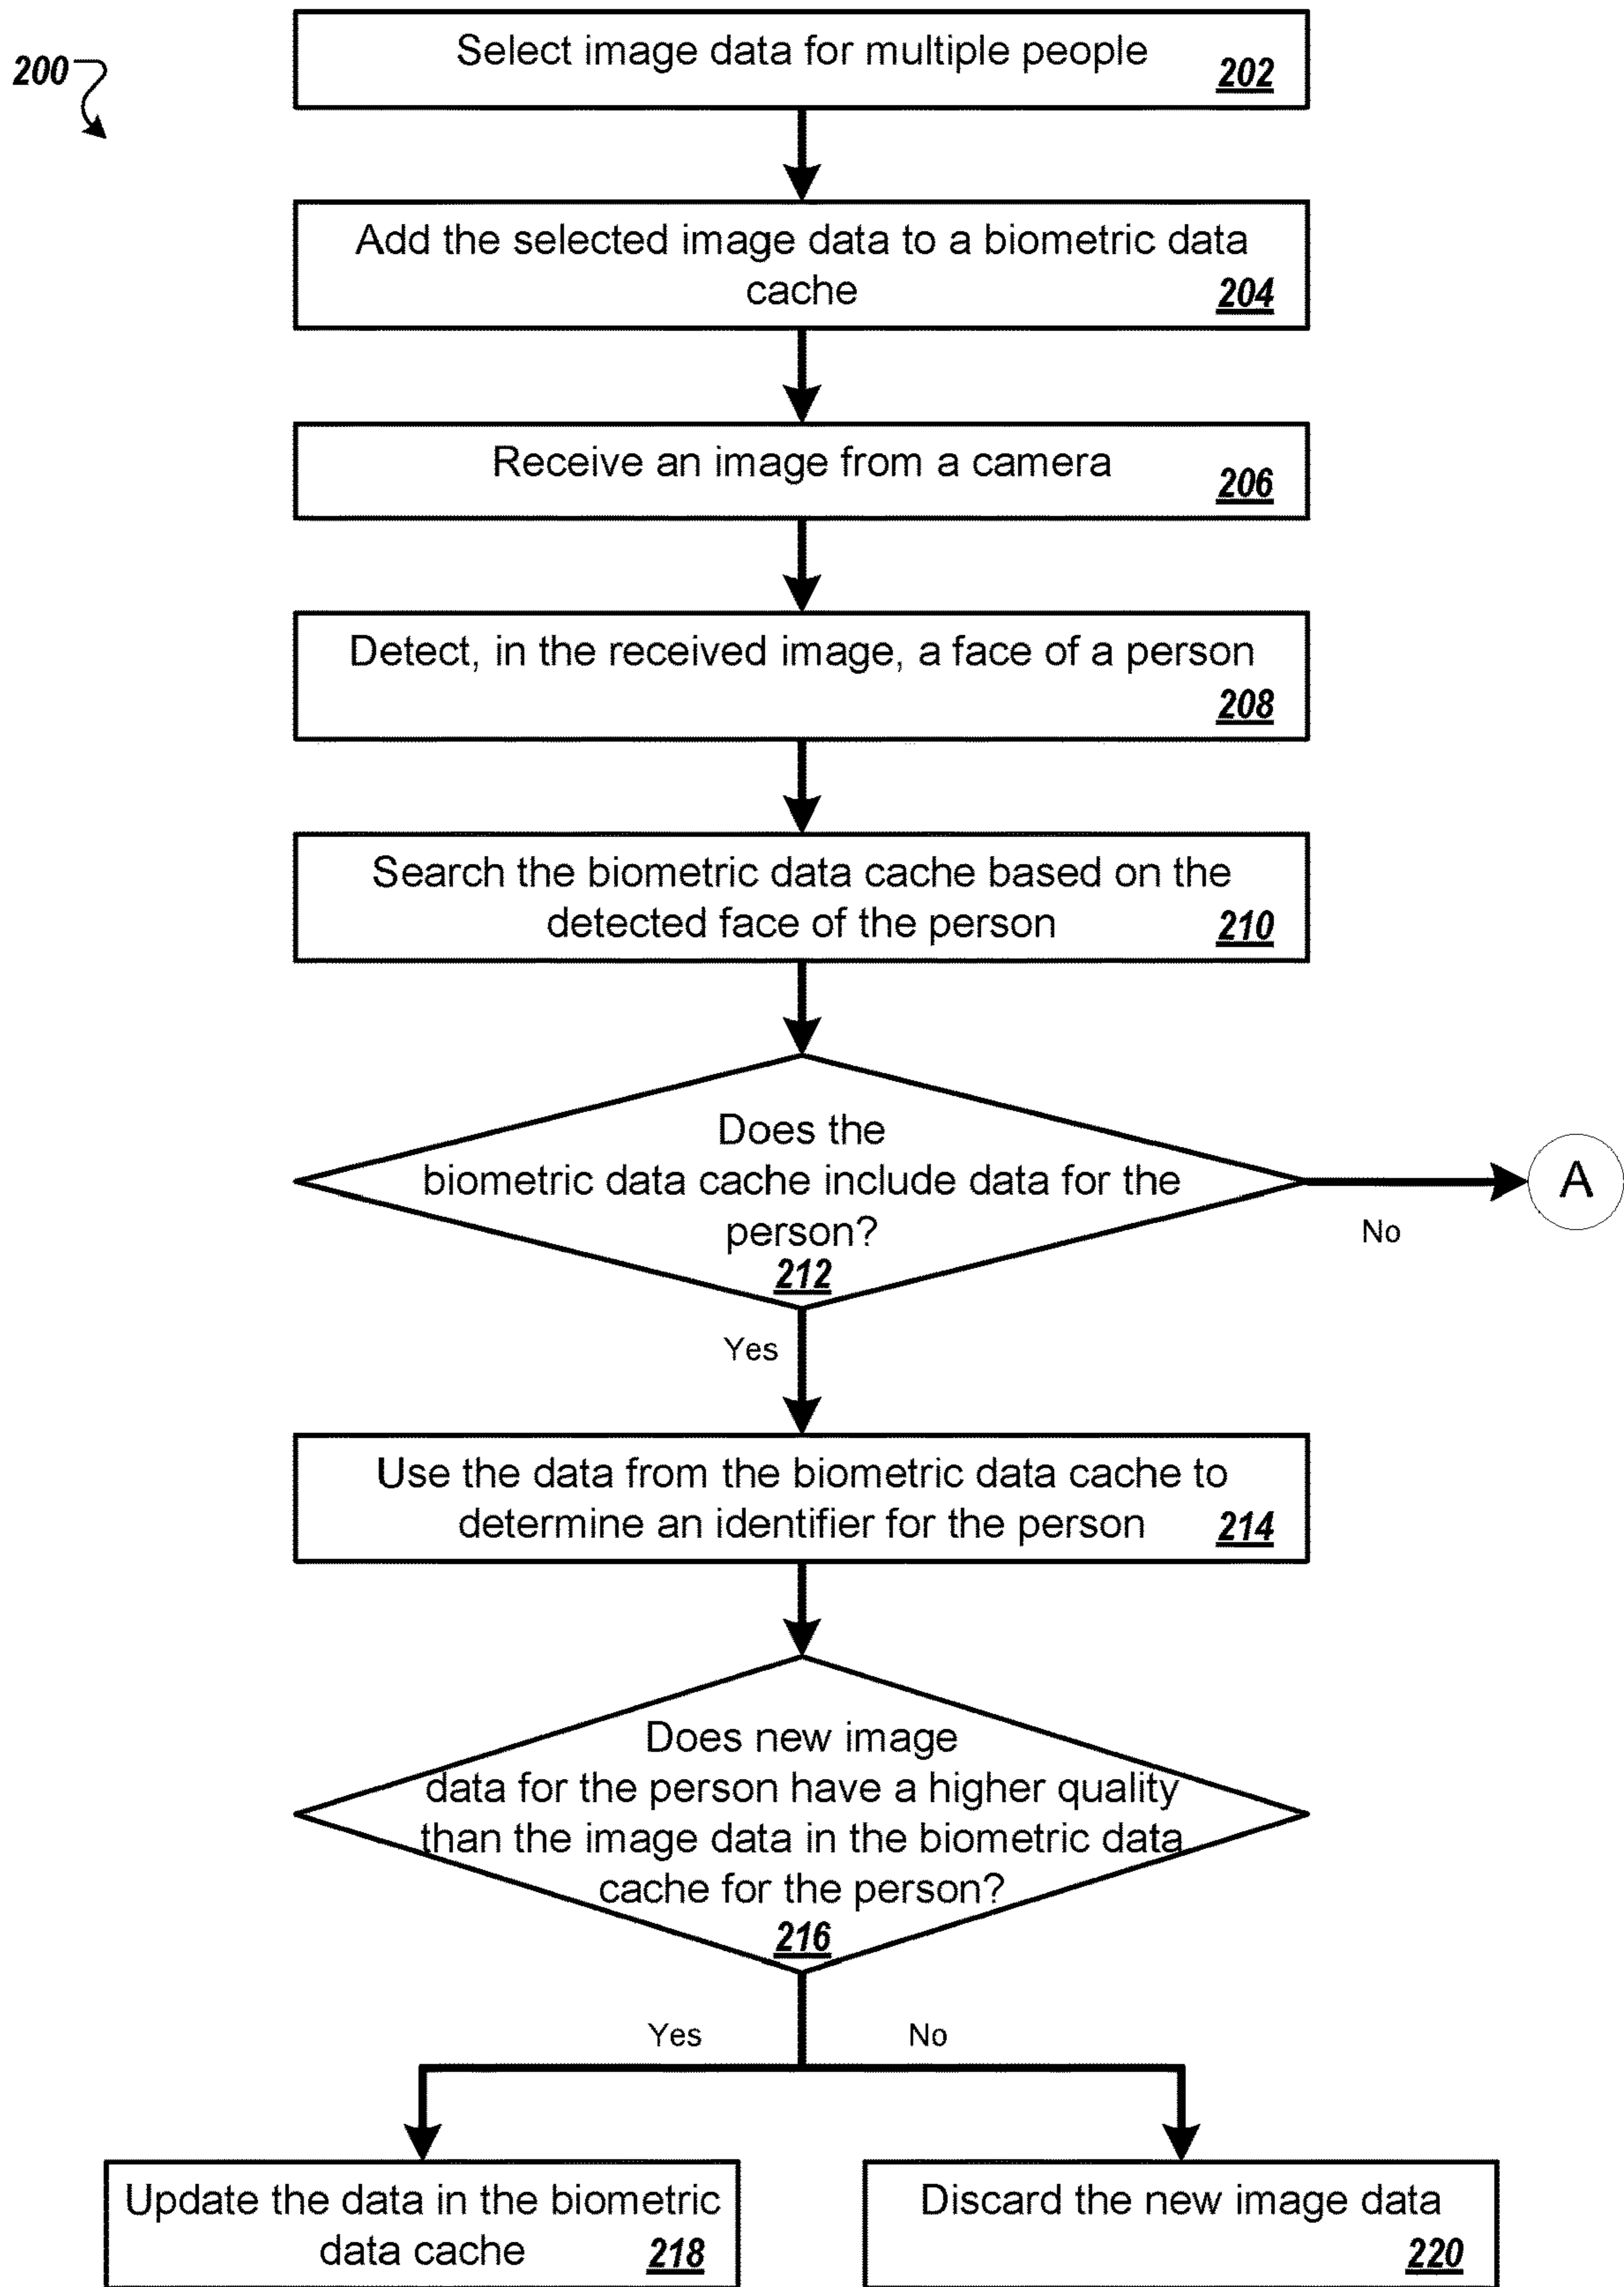 200
Select image data for multiple people
202
Add the selected image data to a biometric data
cache
204
Receive an image from a camera
206
Detect, in the received image, a face of a person
208
Search the biometric data cache based on the
detected face of the person
210
Does the
biometric data cache include data for the
person?
212
No
A
Yes
Use the data from the biometric data cache to
determine an identifier for the person
214
Does new image
data for the person have a higher quality
than the image data in the biometric data
cache for the person?
216
Yes
No
Update the data in the biometric
data cache
218
Discard the new image data
220